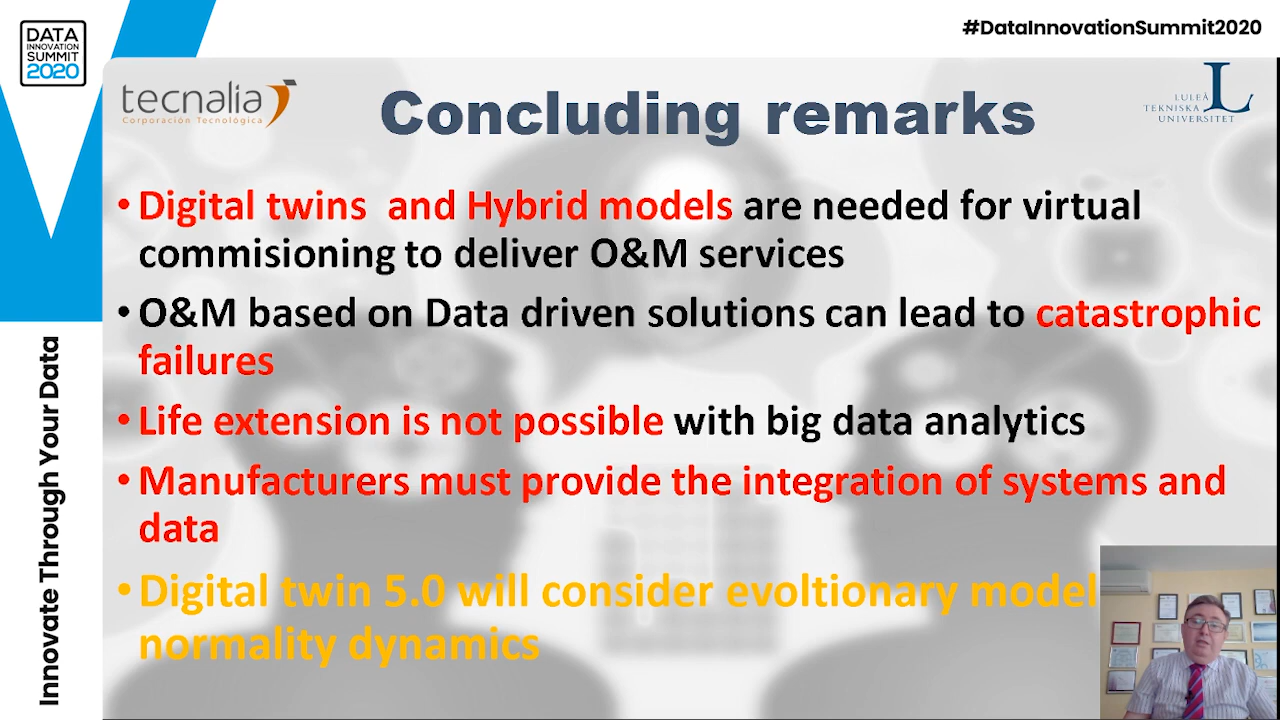 DATA
INNOVATION
SUMMIT
2020
#DataInnovationSummit2020
tecnalia
Corporación Tecnológica
Concluding remarks
LULEÅ
TEKNISKA
UNIVERSITET
L
• Digital twins and Hybrid models are needed for virtual
commisioning to deliver O&M services
• O&M based on Data driven solutions can lead to catastrophic
failures
• Life extension is not possible with big data analytics
• Manufacturers must provide the integration of systems and
data
• Digital twin 5.0 will consider evoltionary model
normality dynamics
Innovate Through Your Data